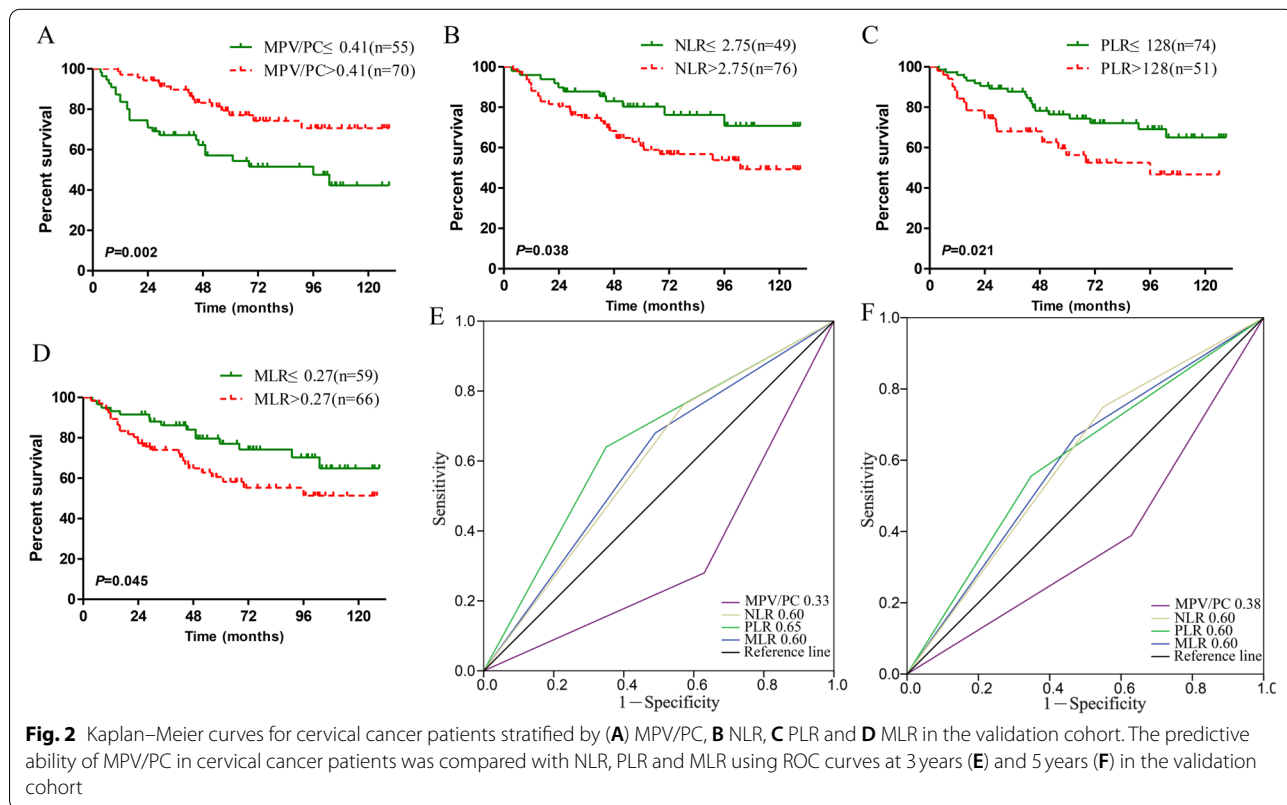 A
MPV/PC≤ 0.41(n=55)
MPV/PC>0.41(n=70)
Percent survival
100
80
60
40
20
0
P=0.002
0 24 48 72 96 120
Time (months)
B
NLR≤ 2.75(n=49)
NLR>2.75(n=76)
Percent survival
100
80
60
40
20
0
P=0.038
0 24 48 72 96 120
Time (months)
C
PLR≤ 128(n=74)
PLR>128(n=51)
Percent survival
100
80
60
40
20
0
P=0.021
0 24 48 72 96 120
Time (months)
D
MLR≤ 0.27(n=59)
MLR>0.27(n=66)
Percent survival
100
80
60
40
20
0
P=0.045
0 24 48 72 96 120
Time (months)
E
Sensitivity
1.0
0.8
0.6
0.4
0.2
0.0
MPV/PC 0.33
NLR 0.60
PLR 0.65
MLR 0.60
Reference line
0.0 0.2 0.4 0.6 0.8 1.0
1−Specificity
F
Sensitivity
1.0
0.8
0.6
0.4
0.2
0.0
MPV/PC 0.38
NLR 0.60
PLR 0.60
MLR 0.60
Reference line
0.0 0.2 0.4 0.6 0.8 1.0
1−Specificity
Fig. 2 Kaplan–Meier curves for cervical cancer patients stratified by (A) MPV/PC, B NLR, C PLR and D MLR in the validation cohort. The predictive
ability of MPV/PC in cervical cancer patients was compared with NLR, PLR and MLR using ROC curves at 3 years (E) and 5 years (F) in the validation
cohort